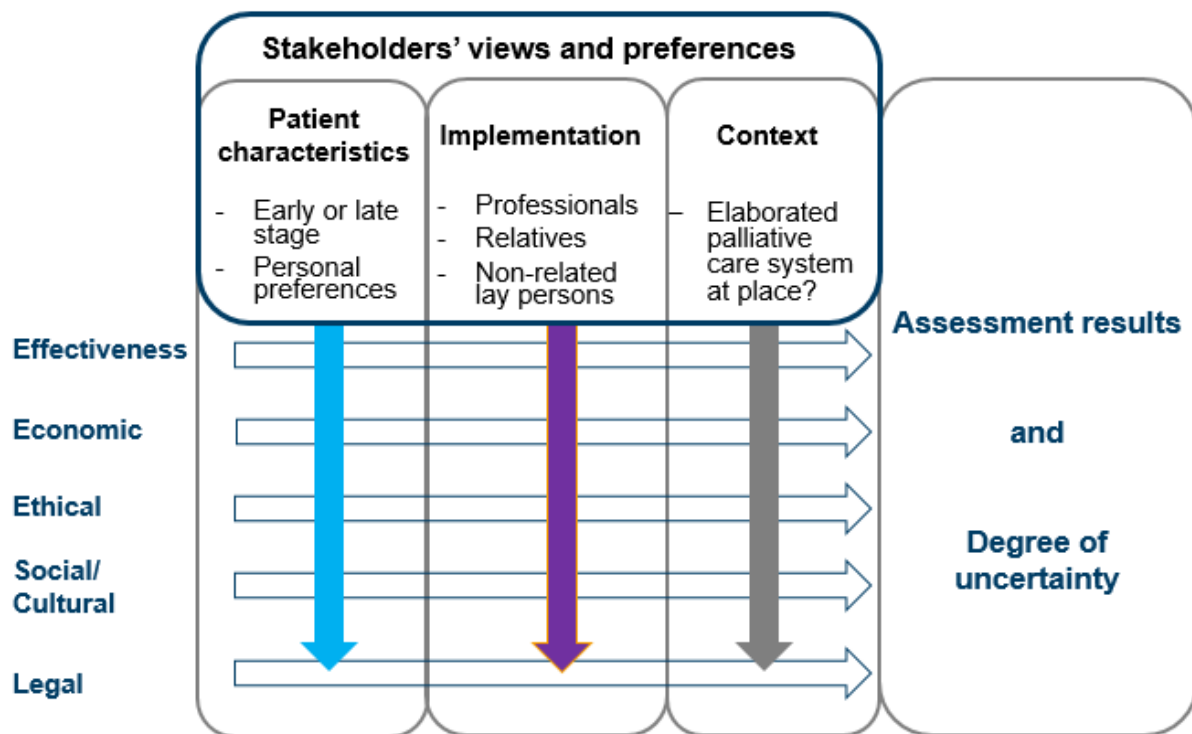 Stakeholders' views and preferences
Patient
characteristics
- Early or late
stage
- Personal
preferences
Implementation
- Professionals
- Relatives
- Non-related
lay persons
Context
– Elaborated
palliative
care system
at place?
Effectiveness
Economic
Ethical
Social/
Cultural
Legal
Assessment results
and
Degree of
uncertainty